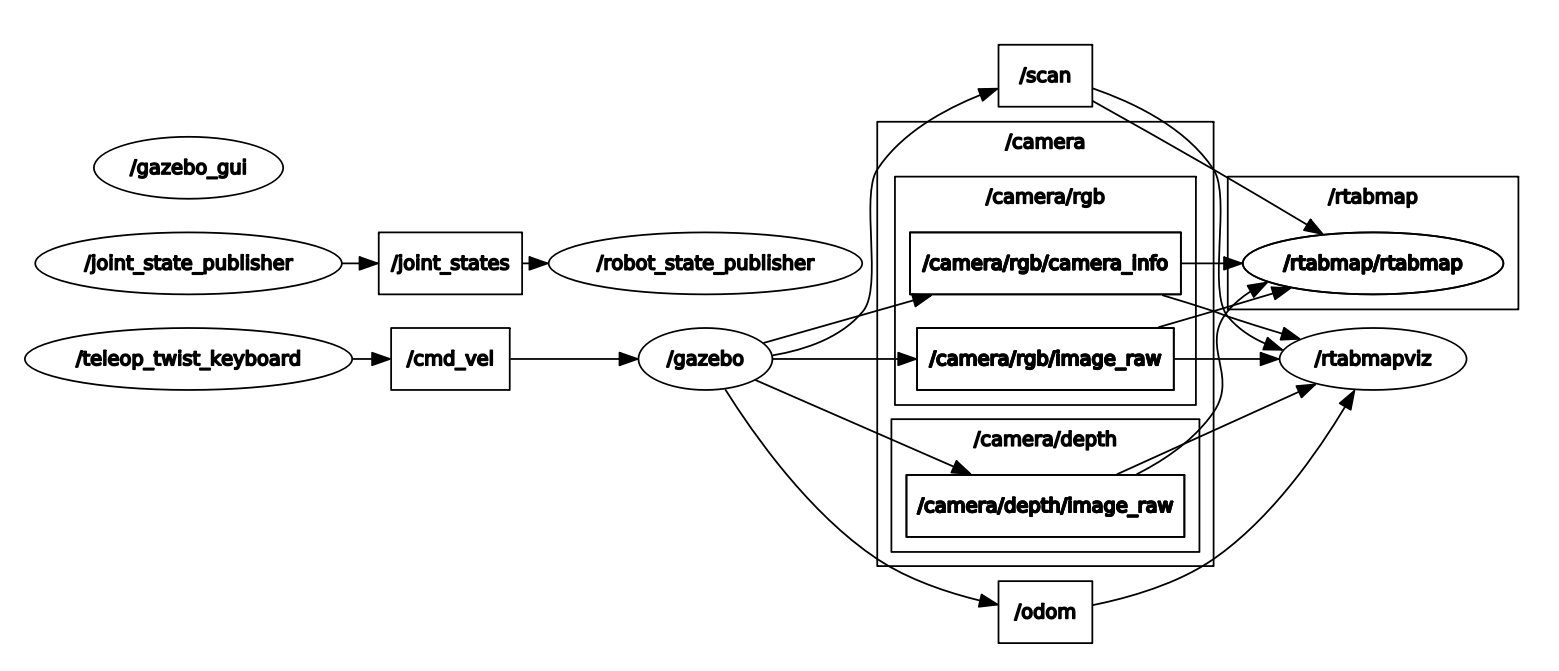 /scan
/camera
/gazebo_gui
/camera/rgb
/rtabmap
/joint_state_publisher
/joint_states
/robot_state_publisher
/camera/rgb/camera_info
/rtabmap/rtabmap
/teleop_twist_keyboard
/cmd_vel
/gazebo
/camera/rgb/image_raw
/rtabmapviz
/camera/depth
/camera/depth/image_raw
/odom